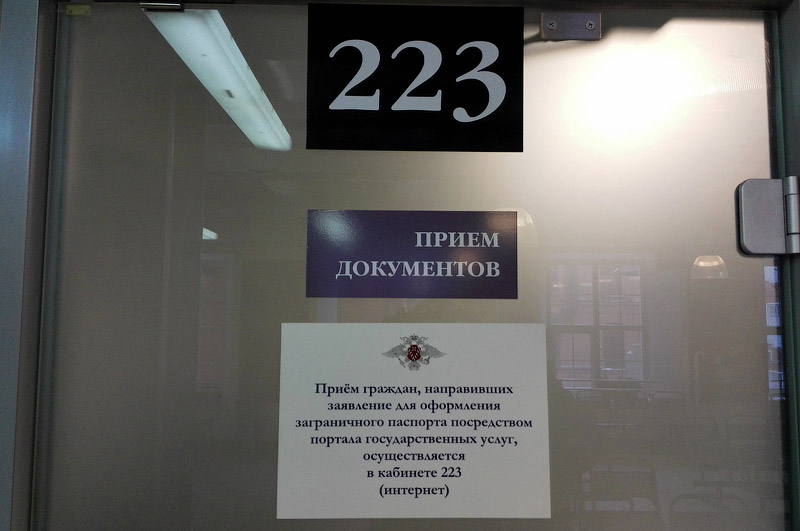 223
ПРИЕМ
ДОКУМЕНТОВ
Приём граждан, направивших
заявление для оформления
заграничного паспорта посредством
портала государственных услуг,
осуществляется
в кабинете 223
(интернет)